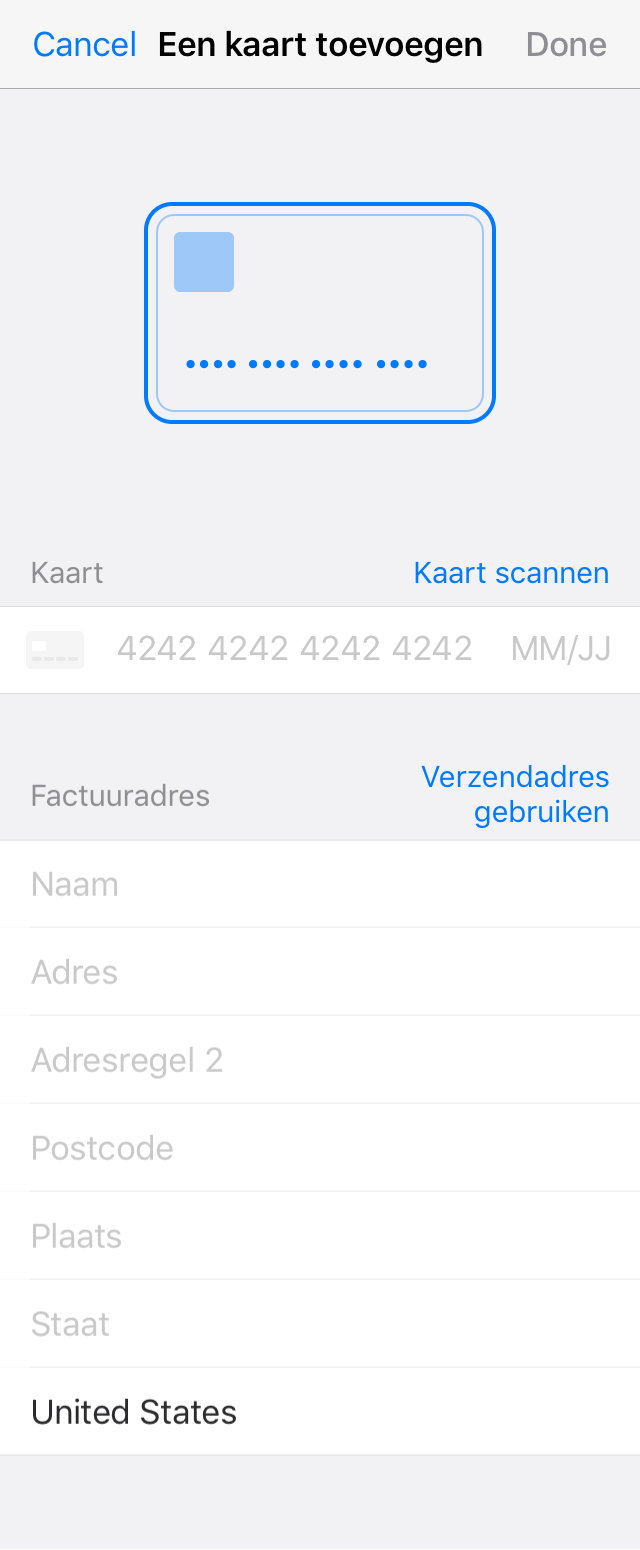 Cancel Een kaart toevoegen Done
Kaart Kaart scannen
4242 4242 4242 4242 MM/JJ
Factuuradres Verzendadres
gebruiken
Naam
Adres
Adresregel 2
Postcode
Plaats
Staat
United States